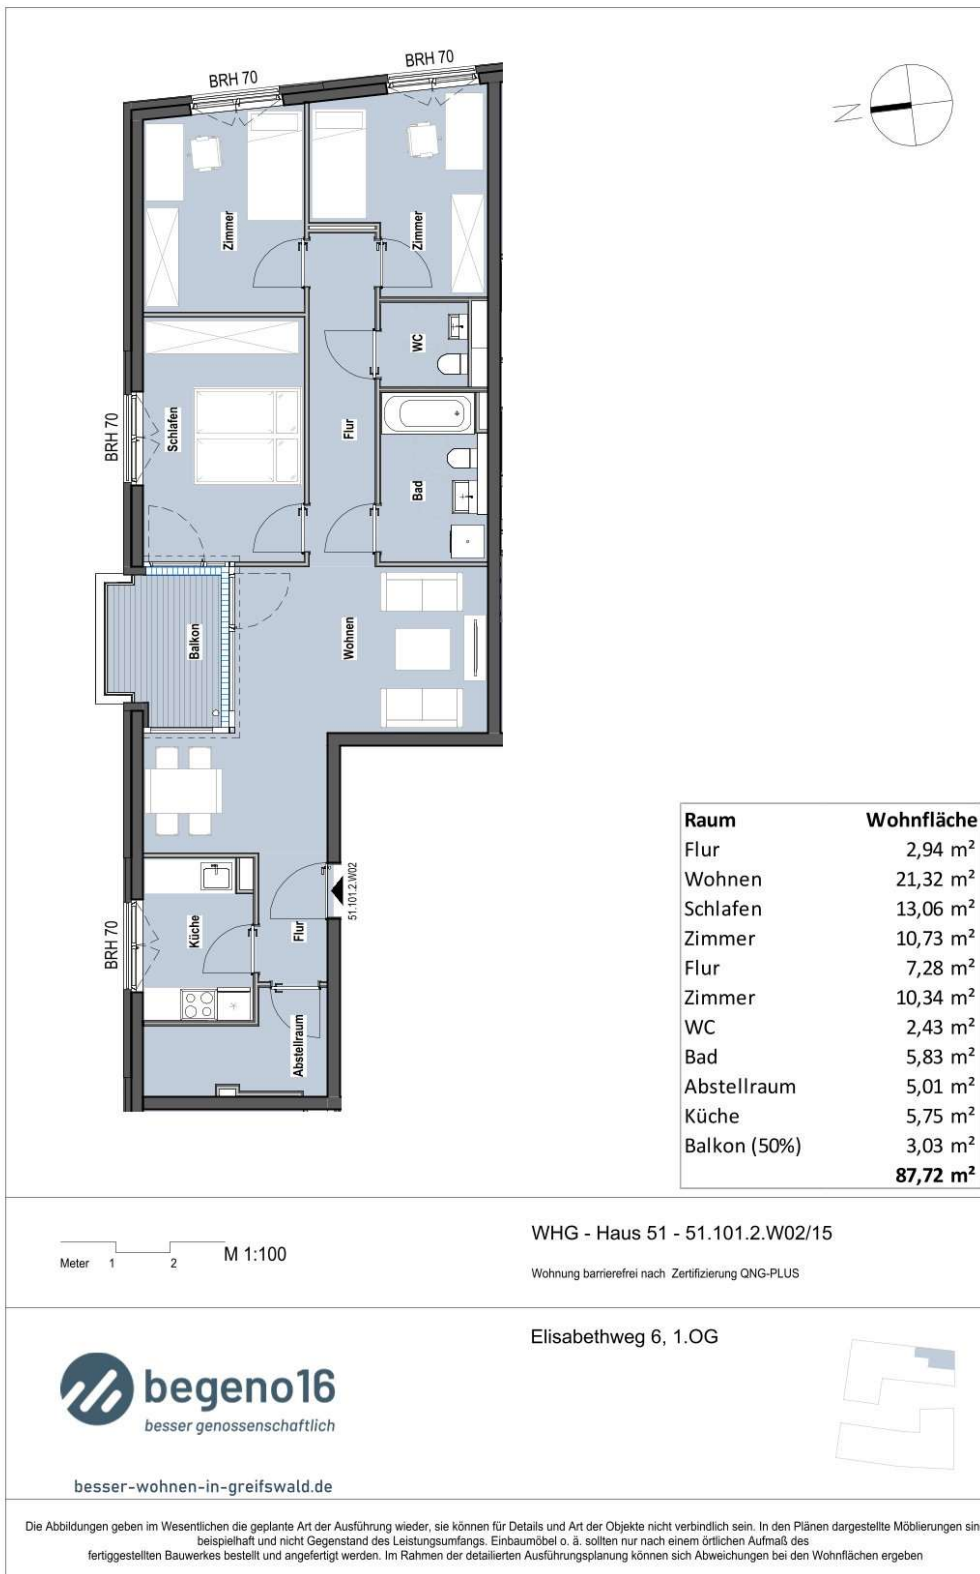 BRH 70
BRH 70
N
Zimmer
Zimmer
WC
BRH 70
Schlafen
Flur
Bad
Balkon
Wohnen
51.101.2.W02
BRH 70
Küche
Flur
Abstellraum
Raum Wohnfläche
Flur 2,94 m²
Wohnen 21,32 m²
Schlafen 13,06 m²
Zimmer 10,73 m²
Flur 7,28 m²
Zimmer 10,34 m²
WC 2,43 m²
Bad 5,83 m²
Abstellraum 5,01 m²
Küche 5,75 m²
Balkon (50%) 3,03 m²
87,72 m²
Meter 1 2 M 1:100
WHG - Haus 51 - 51.101.2.W02/15
Wohnung barrierefrei nach Zertifizierung QNG-PLUS
Elisabethweg 6, 1.OG
begeno16
besser genossenschaftlich
besser-wohnen-in-greifswald.de
Die Abbildungen geben im Wesentlichen die geplante Art der Ausführung wieder, sie können für Details und Art der Objekte nicht verbindlich sein. In den Plänen dargestellte Möblierungen sin
beispielhaft und nicht Gegenstand des Leistungsumfangs. Einbaumöbel o. ä. sollten nur nach einem örtlichen Aufmaß des
fertiggestellten Bauwerkes bestellt und angefertigt werden. Im Rahmen der detailierten Ausführungsplanung können sich Abweichungen bei den Wohnflächen ergeben